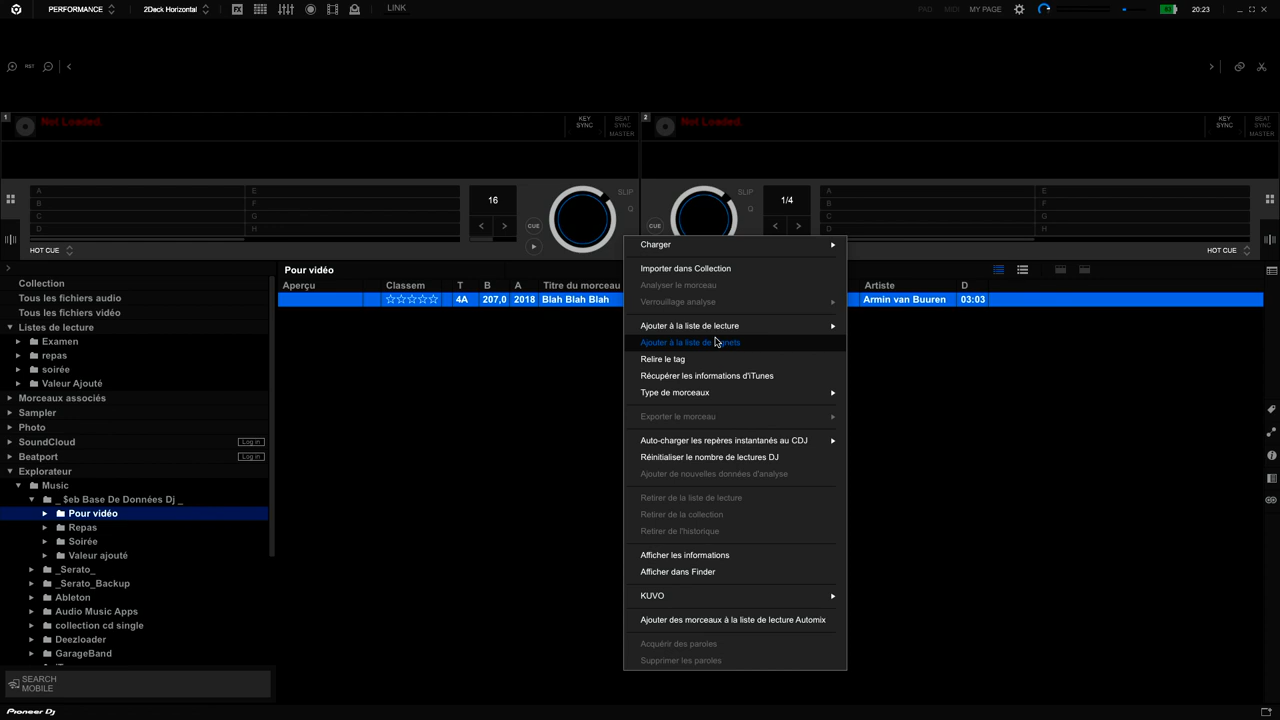 PERFORMANCE
2Deck Horizontal
LINK
PAD
MIDI
MY PAGE
20:23
RST
1
Not Loaded
KEY
SYNC
BEAT
SYNC
MASTER
2
Not Loaded
KEY
SYNC
BEAT
SYNC
MASTER
A
B
C
D
E
F
G
H
16
SLIP
Q
CUE
HOT CUE
SLIP
Q
CUE
1/4
A
B
C
D
E
F
G
H
HOT CUE
Collection
Tous les fichiers audio
Tous les fichiers vidéo
Listes de lecture
Examen
repas
soirée
Valeur Ajouté
Morceaux associés
Sampler
Photo
SoundCloud Log in
Beatport Log in
Explorateur
Music
_ $eb Base De Données Dj _
Pour vidéo
Repas
Soirée
Valeur ajouté
_Serato_
_Serato_Backup
Ableton
Audio Music Apps
collection cd single
Deezloader
GarageBand
SEARCH
MOBILE
Pour vidéo
Aperçu Classem T B A Titre du morceau Artiste D
4A 207,0 2018 Blah Blah Blah Armin van Buuren 03:03
Charger
Importer dans Collection
Analyser le morceau
Verrouillage analyse
Ajouter à la liste de lecture
Ajouter à la liste de
Relire le tag
Récupérer les informations d'iTunes
Type de morceaux
Exporter le morceau
Auto-charger les repères instantanés au CDJ
Réinitialiser le nombre de lectures DJ
Ajouter de nouvelles données d'analyse
Retirer de la liste de lecture
Retirer de la collection
Retirer de l'historique
Afficher les informations
Afficher dans Finder
KUVO
Ajouter des morceaux à la liste de lecture Automix
Acquérir des paroles
Supprimer les paroles
Pioneer Dj